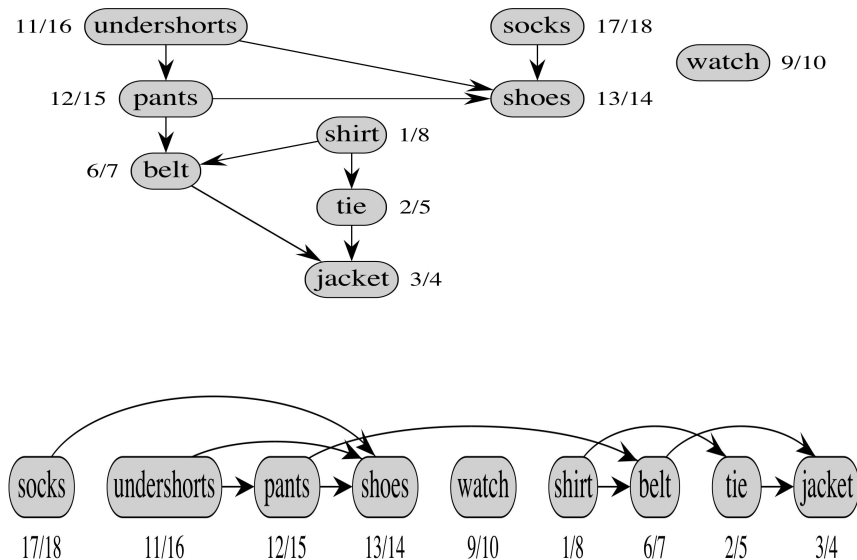 11/16 undershorts socks 17/18
watch 9/10
12/15 pants shoes 13/14
shirt 1/8
6/7 belt
tie 2/5
jacket 3/4
socks undershorts pants shoes watch shirt belt tie jacket
17/18 11/16 12/15 13/14 9/10 1/8 6/7 2/5 3/4